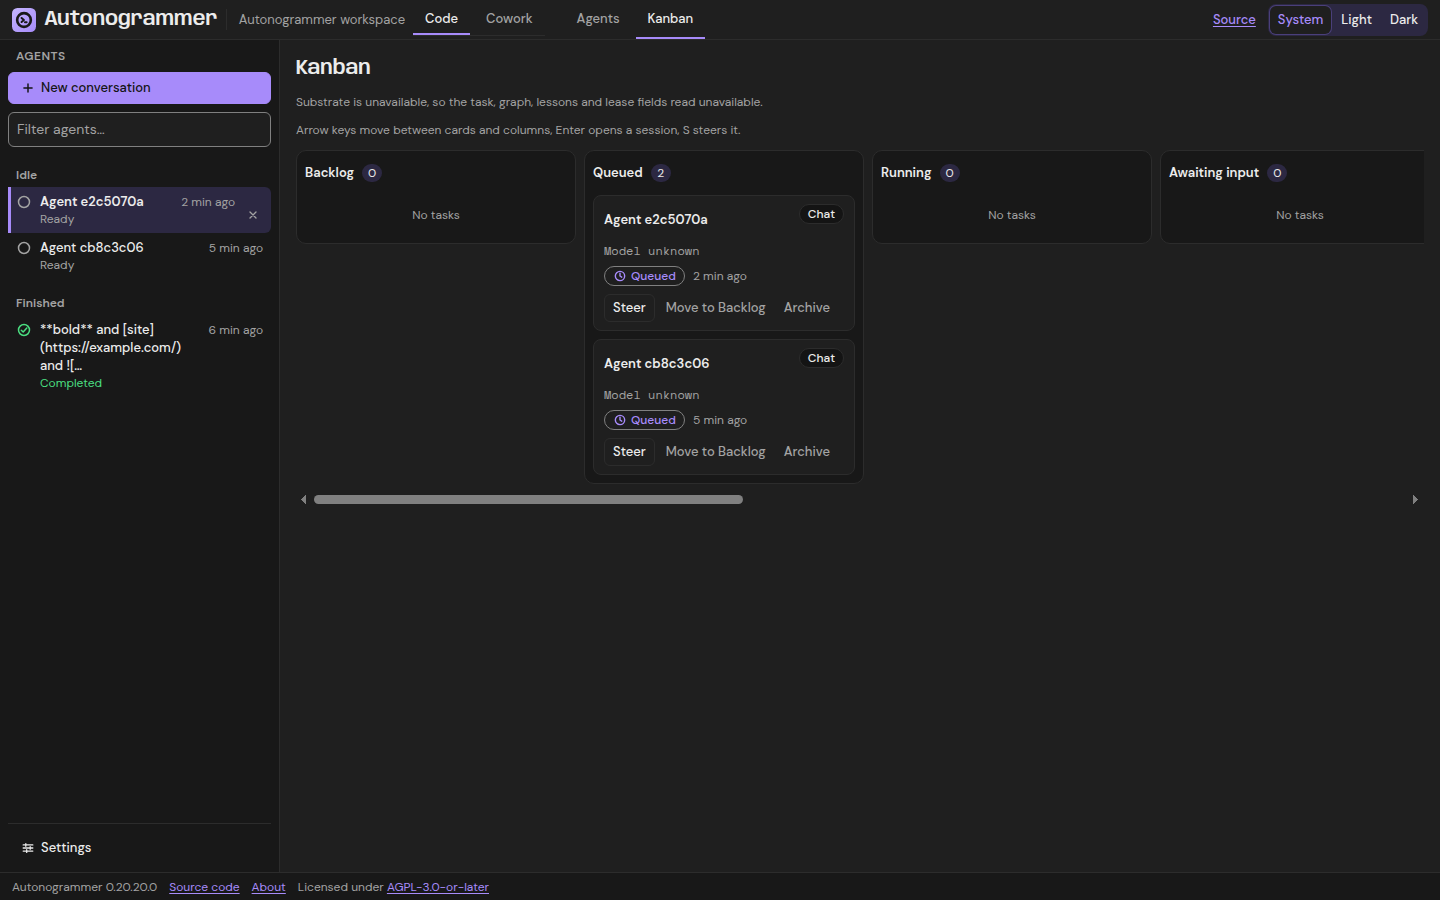 Autonogrammer
Autonogrammer workspace
Code
Cowork
Agents
Kanban
Source
System
Light
Dark
AGENTS
+ New conversation
Filter agents...
Idle
Agent e2c5070a
2 min ago
Ready
Agent cb8c3c06
5 min ago
Ready
Finished
**bold** and [site]
(https://example.com/)
and ![...
6 min ago
Completed
Settings
Kanban
Substrate is unavailable, so the task, graph, lessons and lease fields read unavailable.
Arrow keys move between cards and columns, Enter opens a session, S steers it.
Backlog 0
No tasks
Queued 2
Agent e2c5070a
Chat
Model unknown
Queued
2 min ago
Steer
Move to Backlog
Archive
Agent cb8c3c06
Chat
Model unknown
Queued
5 min ago
Steer
Move to Backlog
Archive
Running 0
No tasks
Awaiting input 0
No tasks
Autonogrammer 0.20.20.0
Source code
About
Licensed under AGPL-3.0-or-later